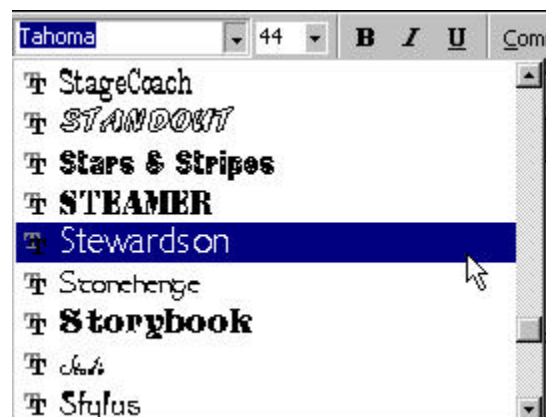 Tahoma 44 B I U Com
StageCoach
STANDOUT
Stars & Stripes
STEAMER
Stewardson
Stonehenge
Storybook
Stylus